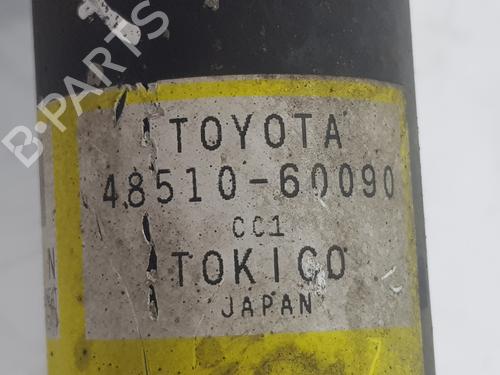 B-PARTS
TOYOTA
48510-60090
CC1
TOKICO
JAPAN
N